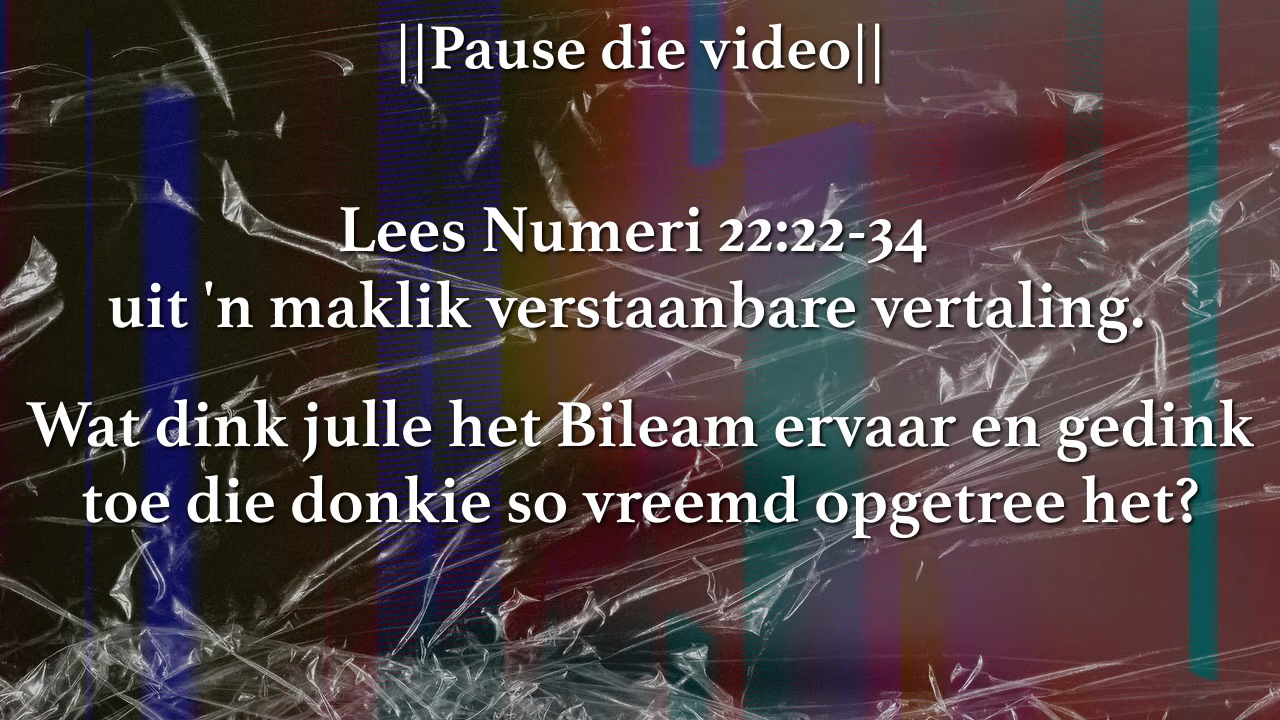 ||Pause die video||
Lees Numeri 22:22-34
uit 'n maklik verstaanbare vertaling.
Wat dink julle het Bileam ervaar en gedink
toe die donkie so vreemd opgetree het?